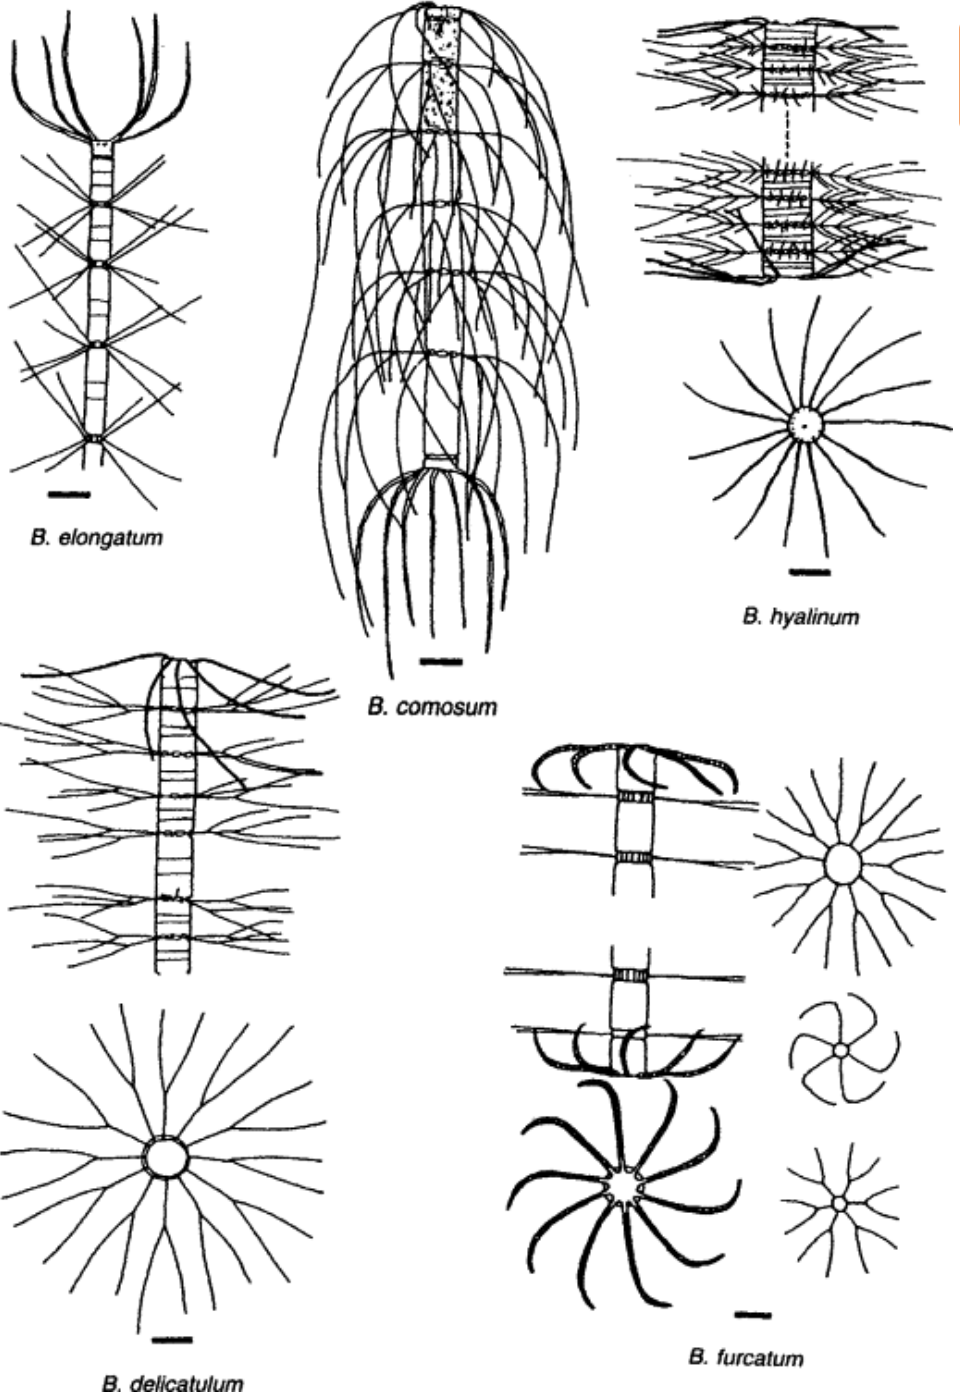 B. elongatum
B. hyalinum
B. comosum
B. furcatum
B. delicatulum